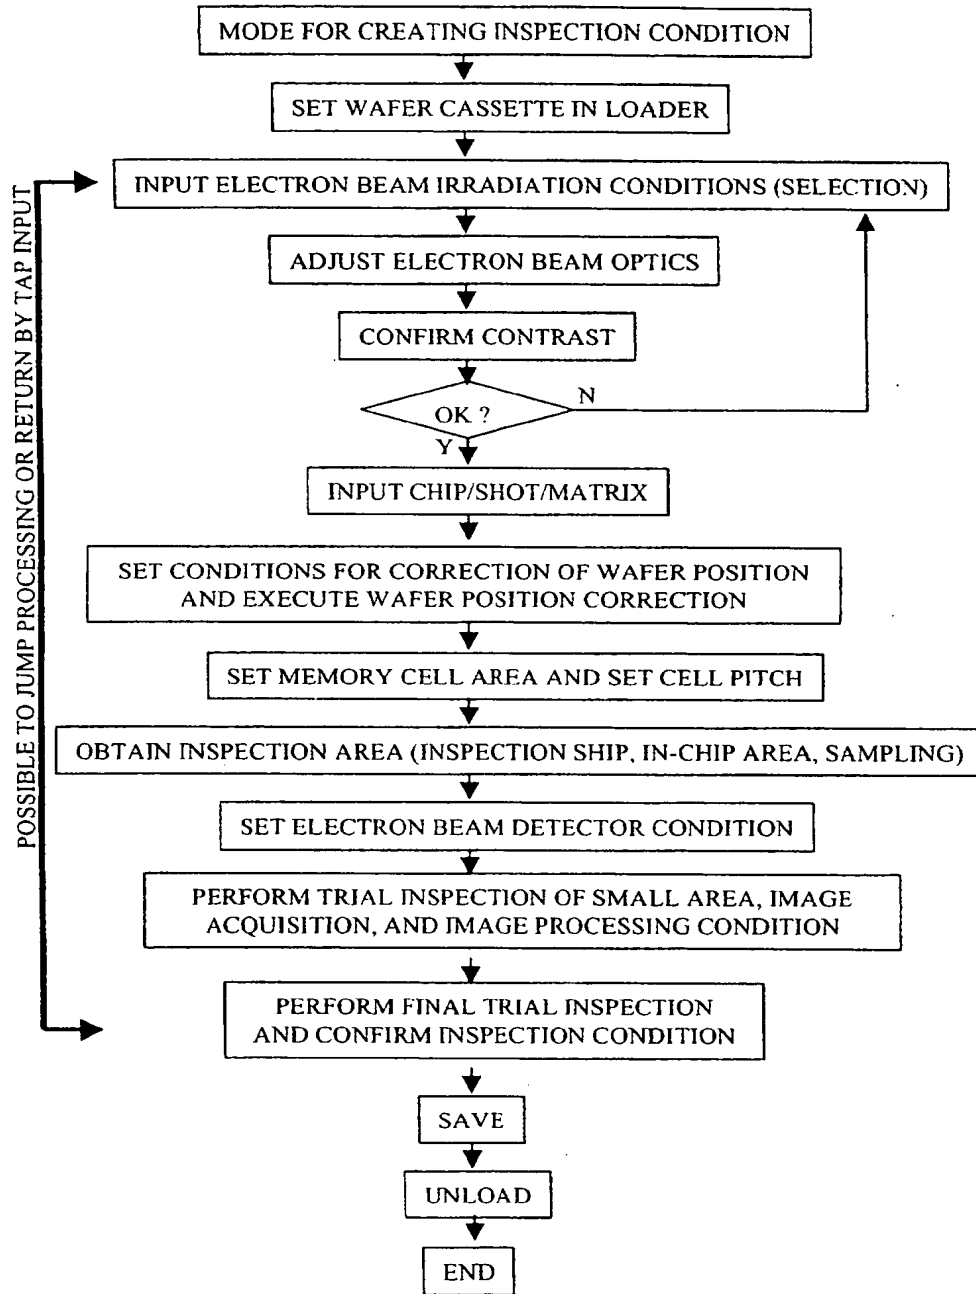 MODE FOR CREATING INSPECTION CONDITION
SET WAFER CASSETTE IN LOADER
INPUT ELECTRON BEAM IRRADIATION CONDITIONS (SELECTION)
ADJUST ELECTRON BEAM OPTICS
CONFIRM CONTRAST
OK ?
N
Y
INPUT CHIP/SHOT/MATRIX
SET CONDITIONS FOR CORRECTION OF WAFER POSITION
AND EXECUTE WAFER POSITION CORRECTION
SET MEMORY CELL AREA AND SET CELL PITCH
OBTAIN INSPECTION AREA (INSPECTION SHIP, IN-CHIP AREA, SAMPLING)
SET ELECTRON BEAM DETECTOR CONDITION
PERFORM TRIAL INSPECTION OF SMALL AREA, IMAGE
ACQUISITION, AND IMAGE PROCESSING CONDITION
PERFORM FINAL TRIAL INSPECTION
AND CONFIRM INSPECTION CONDITION
SAVE
UNLOAD
END
POSSIBLE TO JUMP PROCESSING OR RETURN BY TAP INPUT